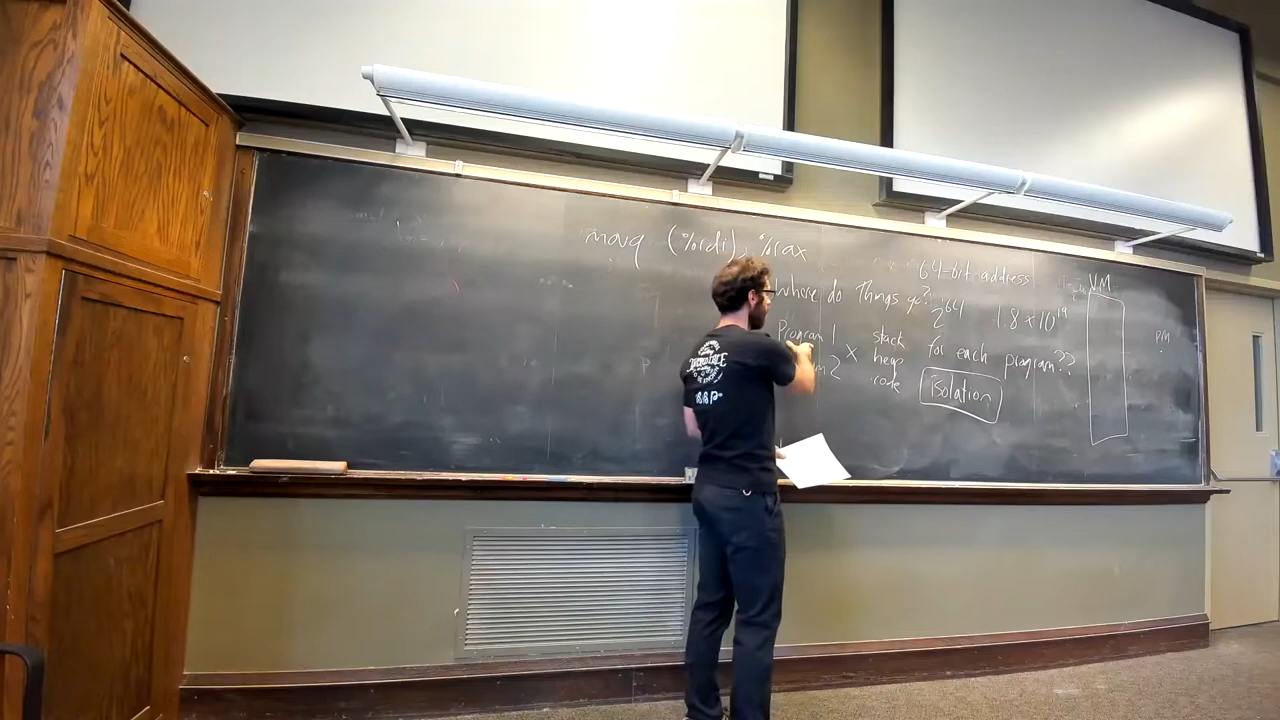 movq (%rdi), %rax
where do things go?
Program 1
m 2
x
stack
heap
code
64-bit address
2^64 1.8 x 10^19
for each program??
isolation
VM
PM